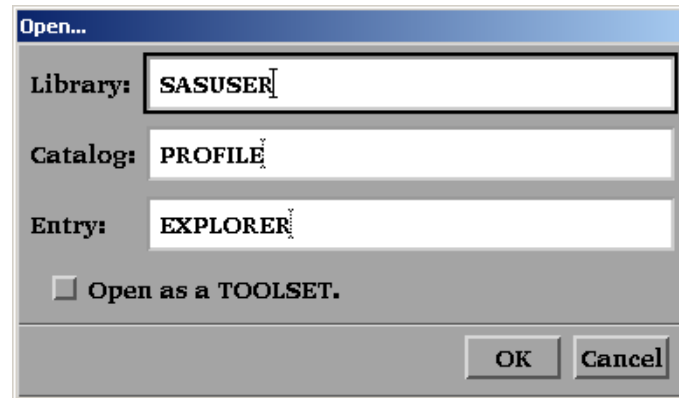 Open...
Library: SASUSER
Catalog: PROFILE
Entry: EXPLORER
Open as a TOOLSET.
OK Cancel